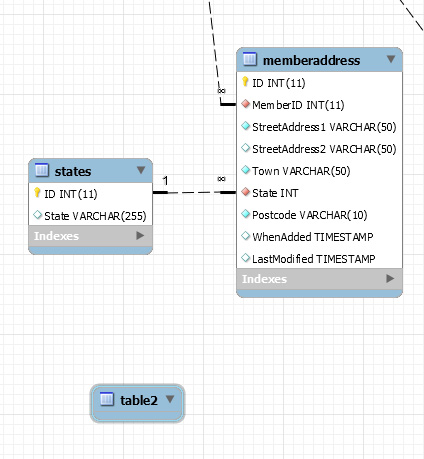 memberaddress
ID INT(11)
∞
MemberID INT(11)
StreetAddress1 VARCHAR(50)
StreetAddress2 VARCHAR(50)
Town VARCHAR(50)
State INT
Postcode VARCHAR(10)
WhenAdded TIMESTAMP
LastModified TIMESTAMP
Indexes
states
1
∞
ID INT(11)
State VARCHAR(255)
Indexes
table2